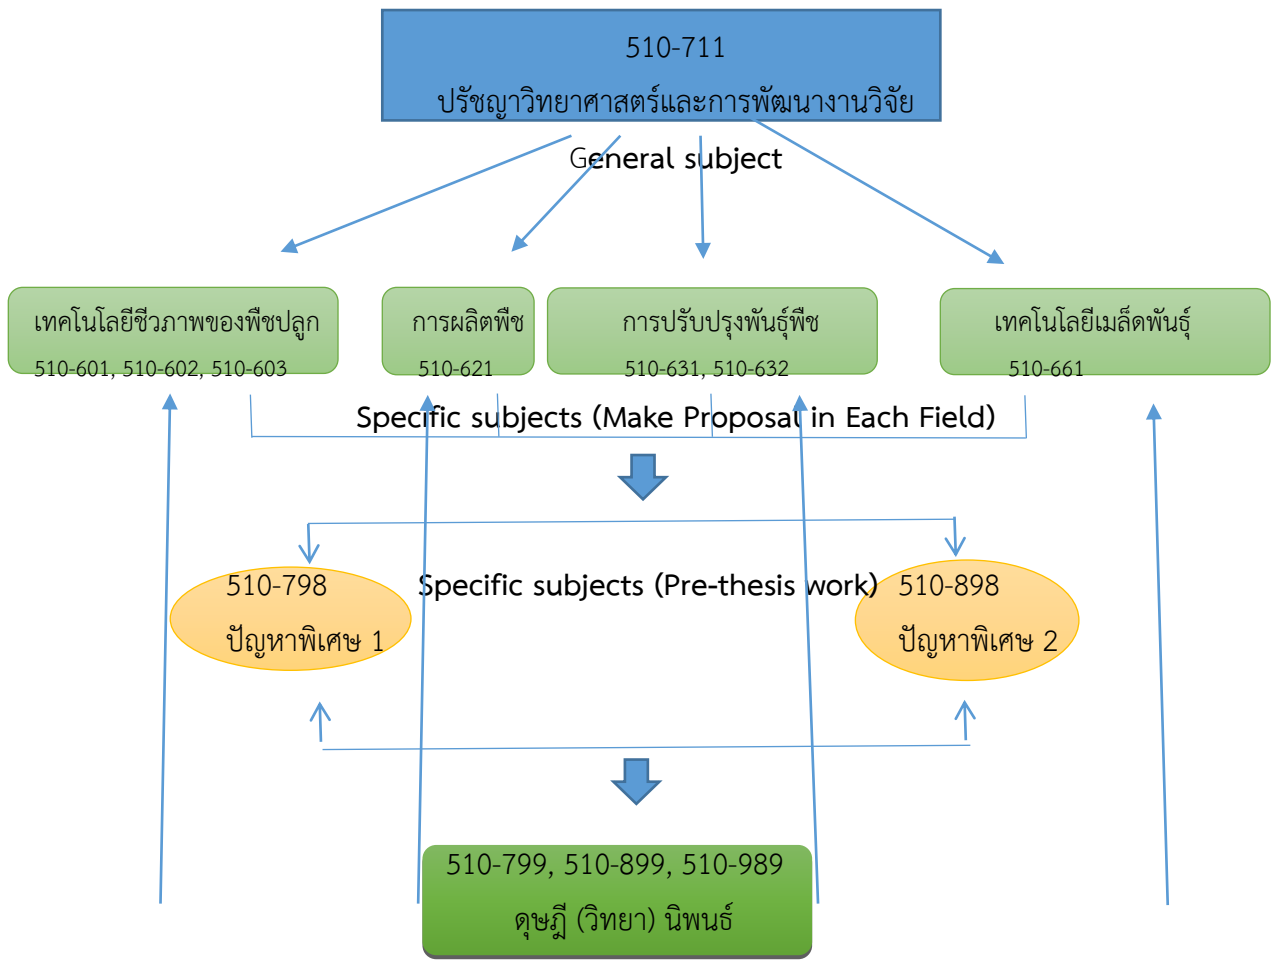 510-711
ปรัชญาวิทยาศาสตร์และการพัฒนางานวิจัย
General subject
เทคโนโลยีชีวภาพของพืชปลูก
510-601, 510-602, 510-603
การผลิตพืช
510-621
การปรับปรุงพันธุ์พืช
510-631, 510-632
เทคโนโลยีเมล็ดพันธุ์
510-661
Specific subjects (Make Proposal in Each Field)
510-798
ปัญหาพิเศษ 1
Specific subjects (Pre-thesis work)
510-898
ปัญหาพิเศษ 2
510-799, 510-899, 510-989
ดุษฎี (วิทยา) นิพนธ์